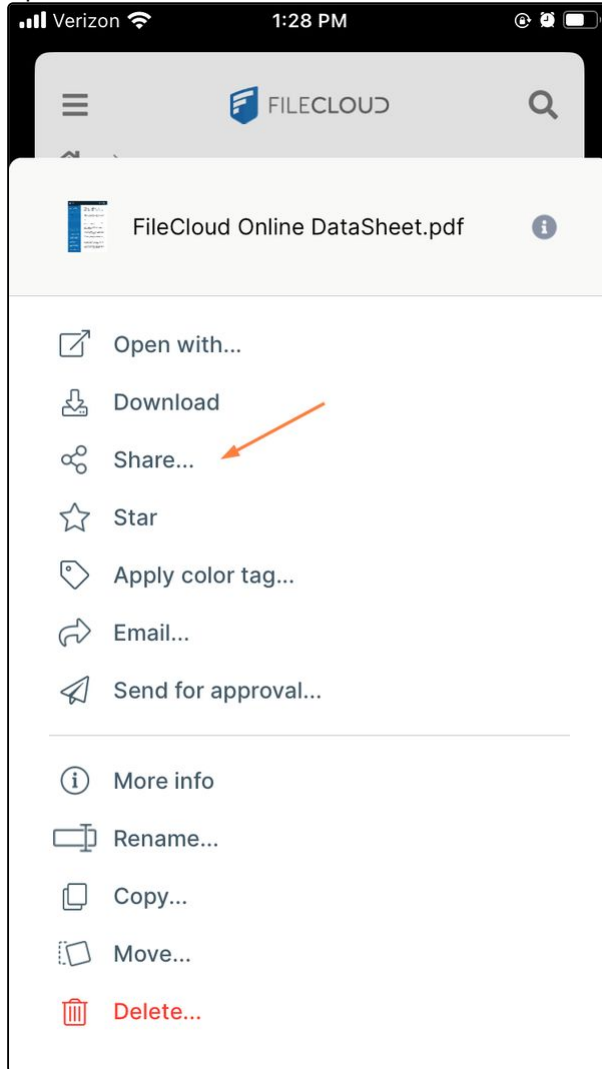 Verizon 1:28 PM
FILECLOUD
FileCloud Online DataSheet.pdf
Open with...
Download
Share...
Star
Apply color tag...
Email...
Send for approval...
More info
Rename...
Copy...
Move...
Delete...